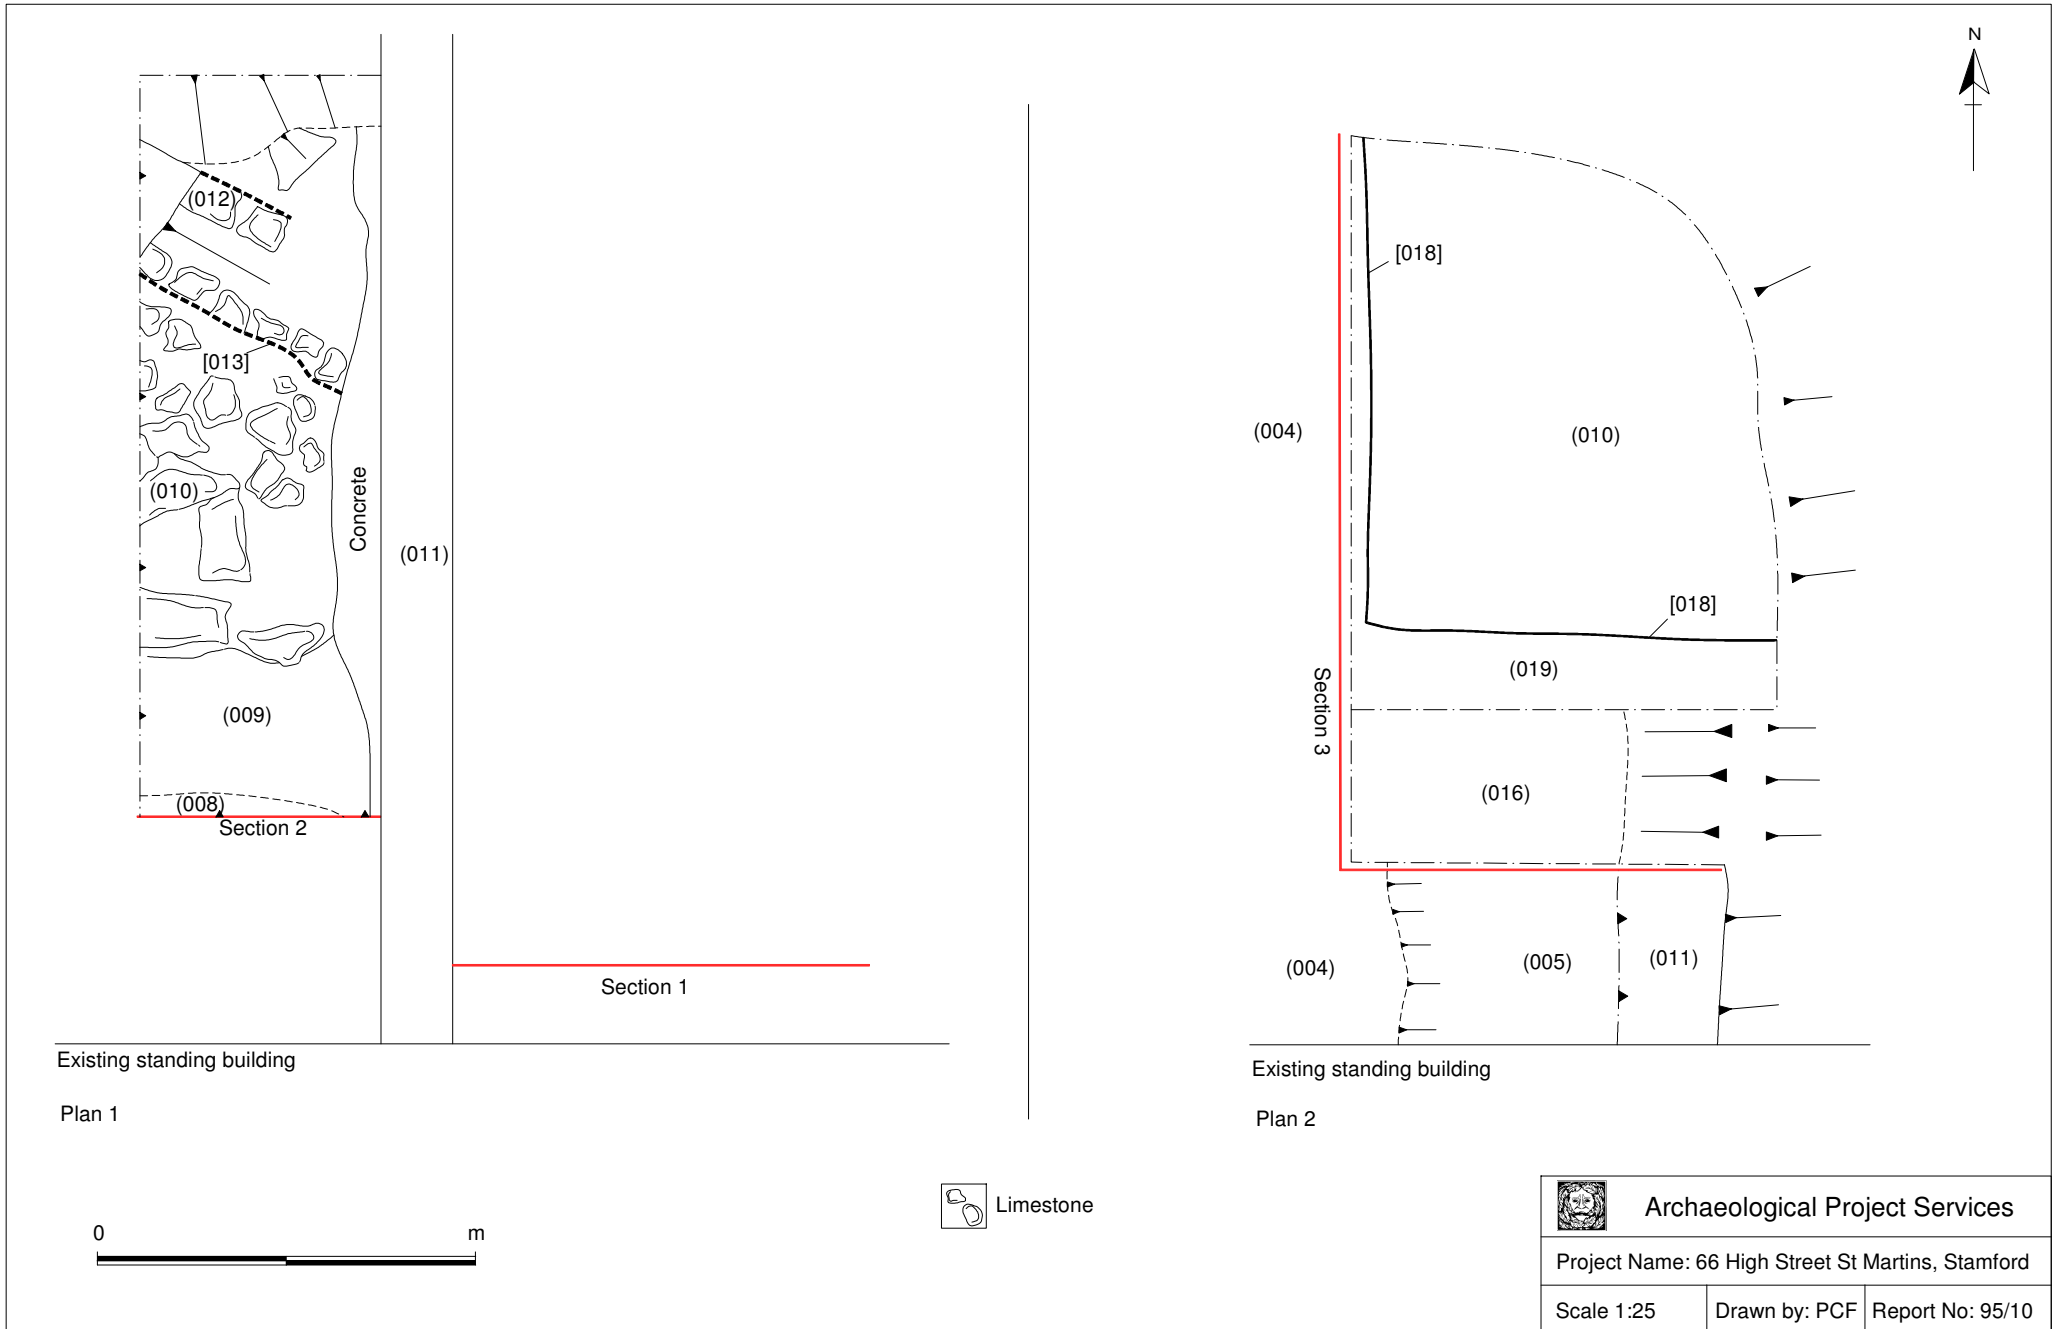 N
(012)
[013]
(010)
Concrete
(011)
(009)
(008)
Section 2
Section 1
Existing standing building
Plan 1
[018]
(004)
(010)
[018]
(019)
Section 3
(016)
(004)
(005)
(011)
Existing standing building
Plan 2
0 m
Limestone
Archaeological Project Services
Project Name: 66 High Street St Martins, Stamford
Scale 1:25 Drawn by: PCF Report No: 95/10